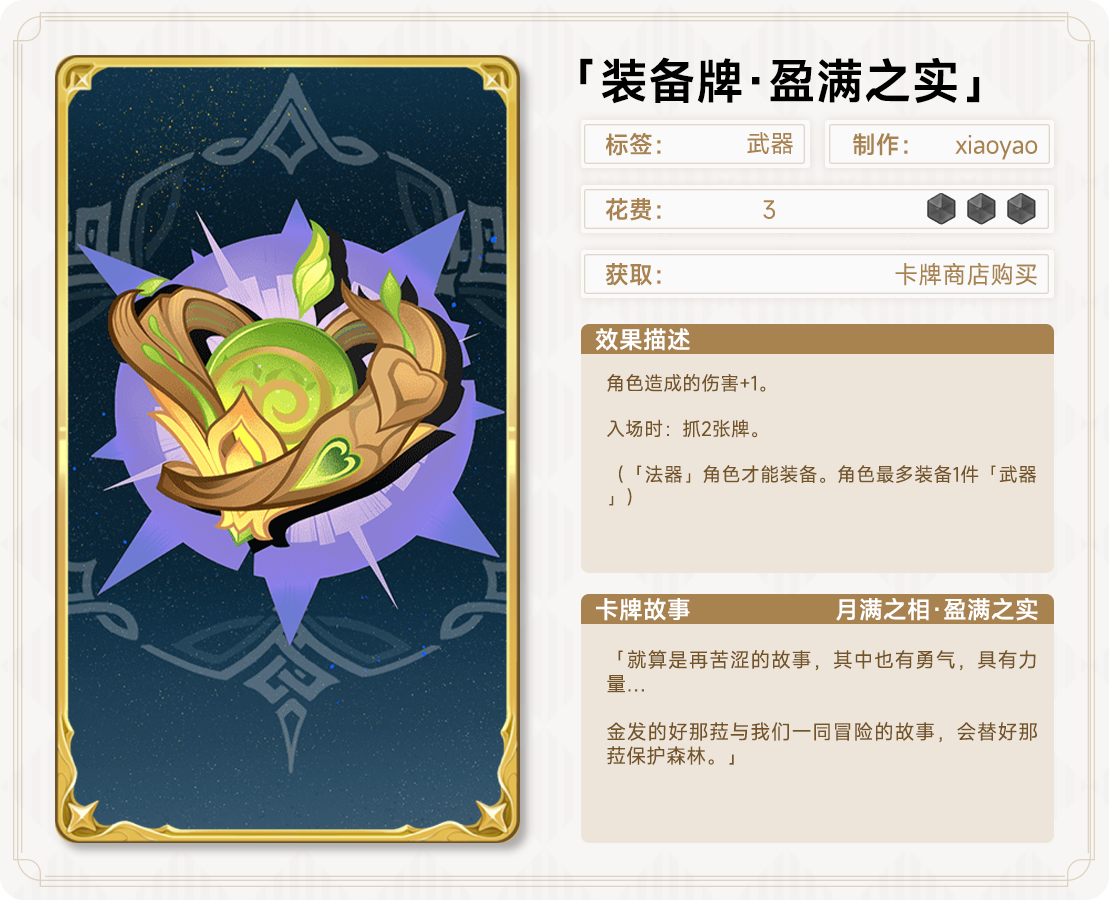 「装备牌·盈满之实」
标签： 武器 制作： xiaoyao
花费： 3
获取： 卡牌商店购买
效果描述
角色造成的伤害+1。
入场时：抓2张牌。
（「法器」角色才能装备。角色最多装备1件「武器
」）
卡牌故事 月满之相·盈满之实
「就算是再苦涩的故事，其中也有勇气，具有力
量…
金发的好那菈与我们一同冒险的故事，会替好那
菈保护森林。」